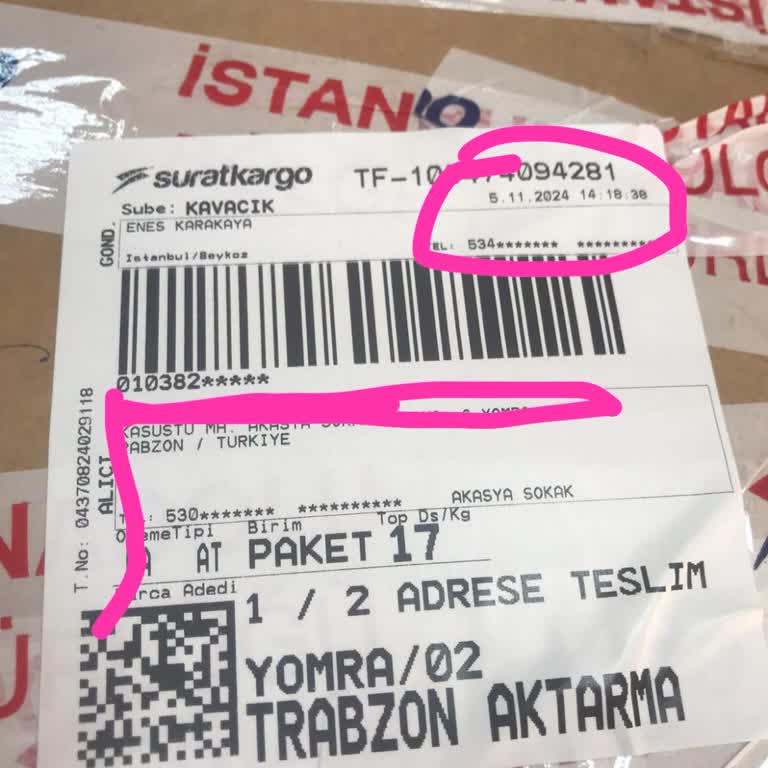 İSTAN
suratkargo
TF-10 4094281
5.11.2024 14:18:38
Sube: KAVACIK
GOND.
ENES KARAKAYA
Istanbul/Beykoz
534******* *********
010382*****
T.No: 04370824029118
ALICI
KASUSTU MH. AKASYA
RABZON / TURKIYE
: 530******* **********
AKASYA SOKAK
Birim
Top Ds/Kg
AT PAKET 17
Adedi
1 / 2 ADRESE TESLIM
YOMRA/02
TRABZON AKTARMA